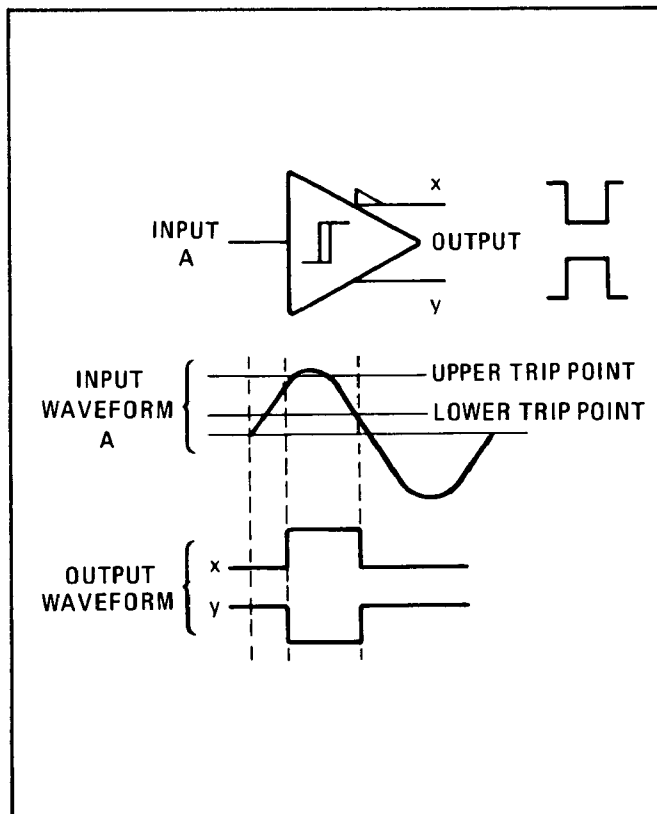 x
INPUT
A
OUTPUT
y
INPUT
WAVEFORM
A
UPPER TRIP POINT
LOWER TRIP POINT
OUTPUT
WAVEFORM
x
y